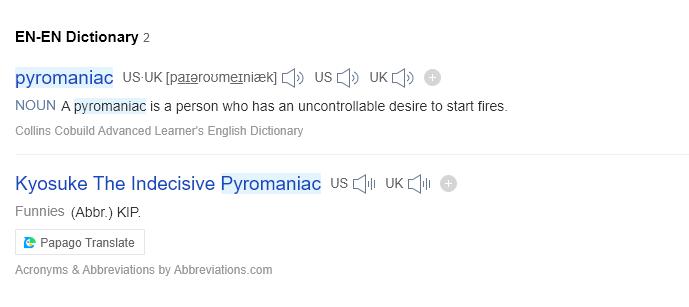 EN-EN Dictionary 2
pyromaniac US·UK [paɪəroʊmeɪniæk] US UK
NOUN A pyromaniac is a person who has an uncontrollable desire to start fires.
Collins Cobuild Advanced Learner's English Dictionary
Kyosuke The Indecisive Pyromaniac US UK
Funnies (Abbr.) KIP.
Papago Translate
Acronyms & Abbreviations by Abbreviations.com